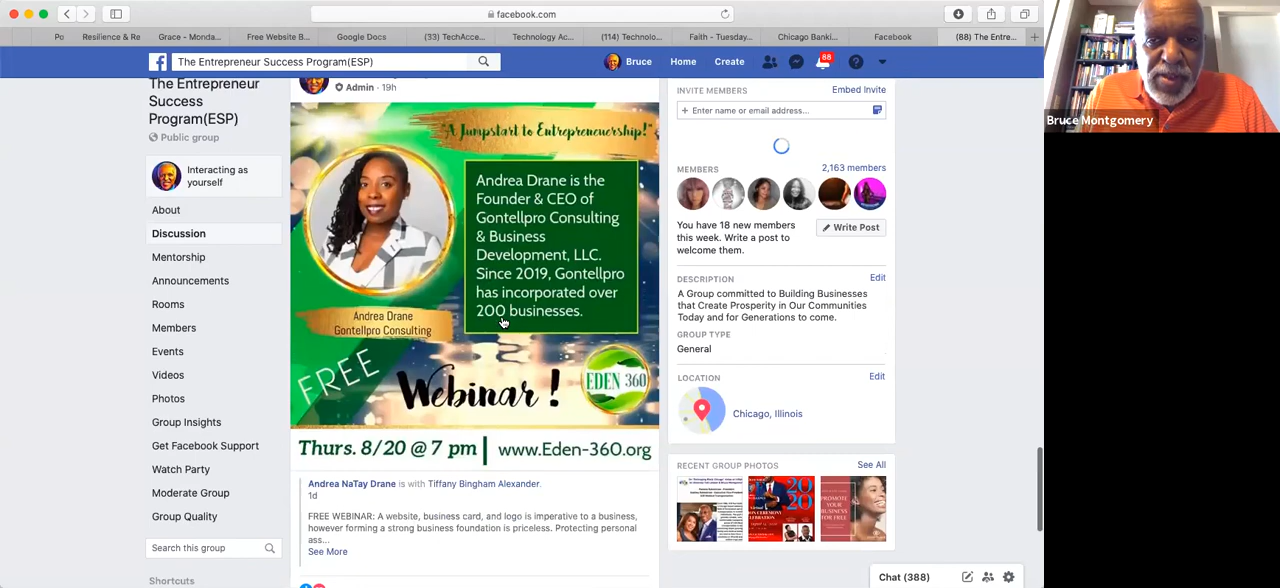 facebook.com
Po
Resilience & Re
Grace - Monda...
Free Website B...
Google Docs
(33) TechAcce...
Technology Ac...
(114) Technolo...
Faith - Tuesday...
Chicago Banki...
Facebook
(88) The Entre...
The Entrepreneur Success Program(ESP)
Bruce
Home
Create
88
Bruce Montgomery
The Entrepreneur
Success
Program(ESP)
Public group
Interacting as
yourself
About
Discussion
Mentorship
Announcements
Rooms
Members
Events
Videos
Photos
Group Insights
Get Facebook Support
Watch Party
Moderate Group
Group Quality
Search this group
Shortcuts
Admin · 19h
"A Jumpstart to Entrepreneurship!"
Andrea Drane is the
Founder & CEO of
Gontellpro Consulting
& Business
Development, LLC.
Since 2019, Gontellpro
has incorporated over
200 businesses.
Andrea Drane
Gontellpro Consulting
FREE
Webinar !
EDEN 360
Thurs. 8/20 @ 7 pm | www.Eden-360.org
Andrea NaTay Drane is with Tiffany Bingham Alexander.
1d
FREE WEBINAR: A website, business card, and logo is imperative to a business,
however forming a strong business foundation is priceless. Protecting personal
ass...
See More
INVITE MEMBERS
Embed Invite
+ Enter name or email address...
MEMBERS
2,163 members
You have 18 new members
this week. Write a post to
welcome them.
Write Post
DESCRIPTION
Edit
A Group committed to Building Businesses
that Create Prosperity in Our Communities
Today and for Generations to come.
GROUP TYPE
General
LOCATION
Edit
Chicago, Illinois
RECENT GROUP PHOTOS
See All
Chat (388)